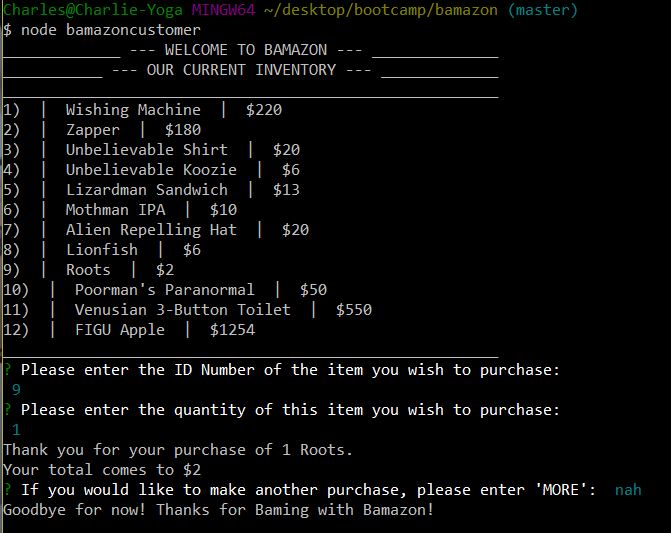 Charles@Charlie-Yoga MINGW64 ~/desktop/bootcamp/bamazon (master)
$ node bamazoncustomer
______________ --- WELCOME TO BAMAZON --- _______________
____________ --- OUR CURRENT INVENTORY --- ______________
_______________________________________________________
1)  |  Wishing Machine  |  $220
2)  |  Zapper  |  $180
3)  |  Unbelievable Shirt  |  $20
4)  |  Unbelievable Koozie  |  $6
5)  |  Lizardman Sandwich  |  $13
6)  |  Mothman IPA  |  $10
7)  |  Alien Repelling Hat  |  $20
8)  |  Lionfish  |  $6
9)  |  Roots  |  $2
10)  |  Poorman's Paranormal  |  $50
11)  |  Venusian 3-Button Toilet  |  $550
12)  |  FIGU Apple  |  $1254
_______________________________________________________
? Please enter the ID Number of the item you wish to purchase:
 9
? Please enter the quantity of this item you wish to purchase:
 1
Thank you for your purchase of 1 Roots.
Your total comes to $2
? If you would like to make another purchase, please enter 'MORE':  nah
Goodbye for now! Thanks for Baming with Bamazon!